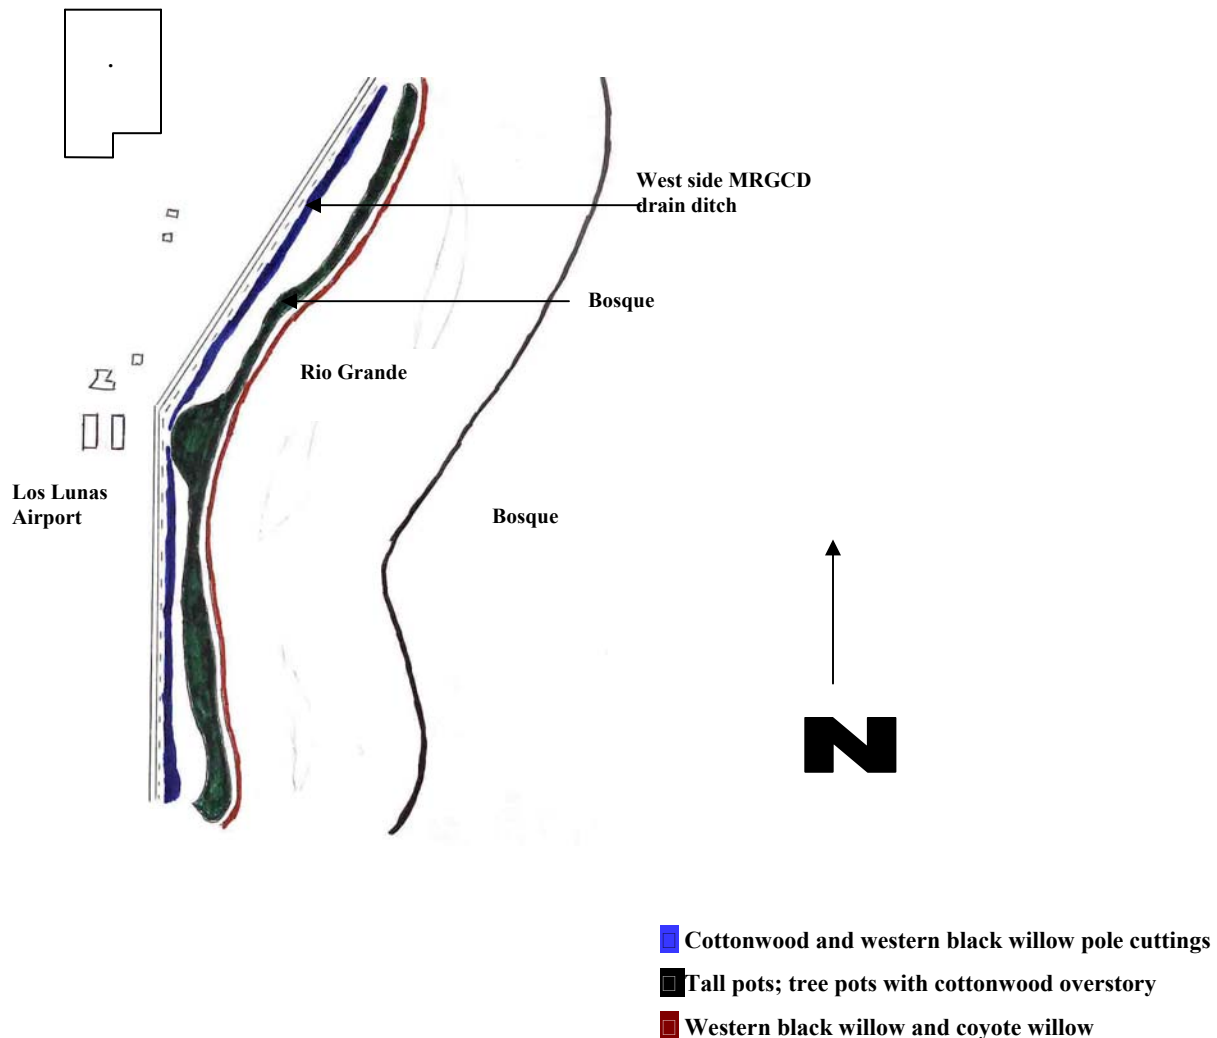 West side MRGCD
drain ditch
Bosque
Rio Grande
Los Lunas
Airport
Bosque
N
Cottonwood and western black willow pole cuttings
Tall pots; tree pots with cottonwood overstory
Western black willow and coyote willow